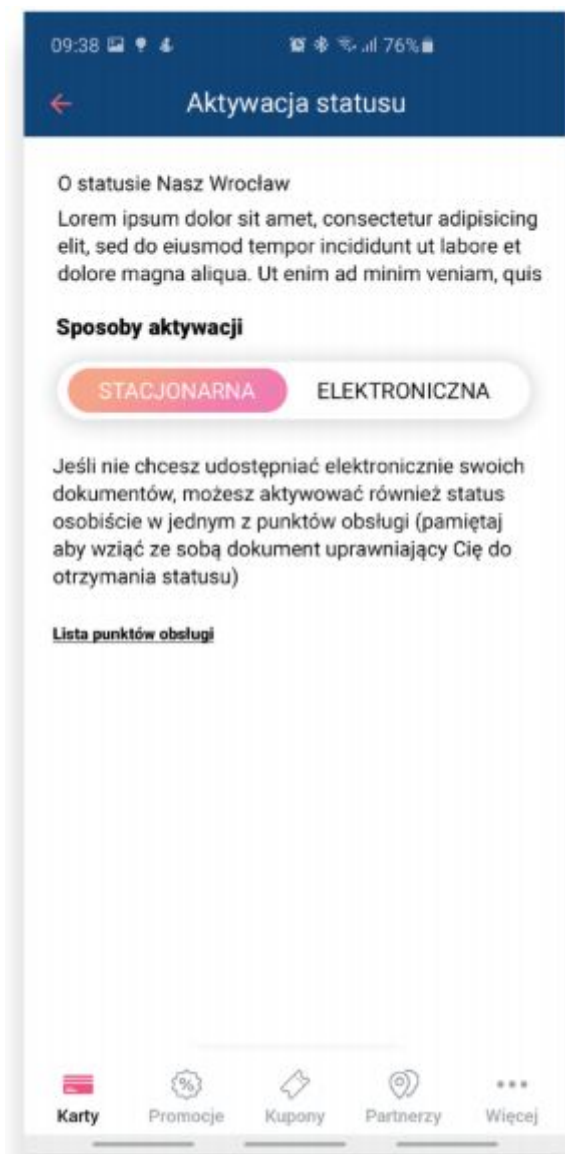 09:38 76%
Aktywacja statusu
O statusie Nasz Wrocław
Lorem ipsum dolor sit amet, consectetur adipisicing
elit, sed do eiusmod tempor incididunt ut labore et
dolore magna aliqua. Ut enim ad minim veniam, quis
Sposoby aktywacji
STACJONARNA ELEKTRONICZNA
Jeśli nie chcesz udostępniać elektronicznie swoich
dokumentów, możesz aktywować również status
osobiście w jednym z punktów obsługi (pamiętaj
aby wziąć ze sobą dokument uprawniający Cię do
otrzymania statusu)
Lista punktów obsługi
Karty Promocje Kupony Partnerzy Więcej